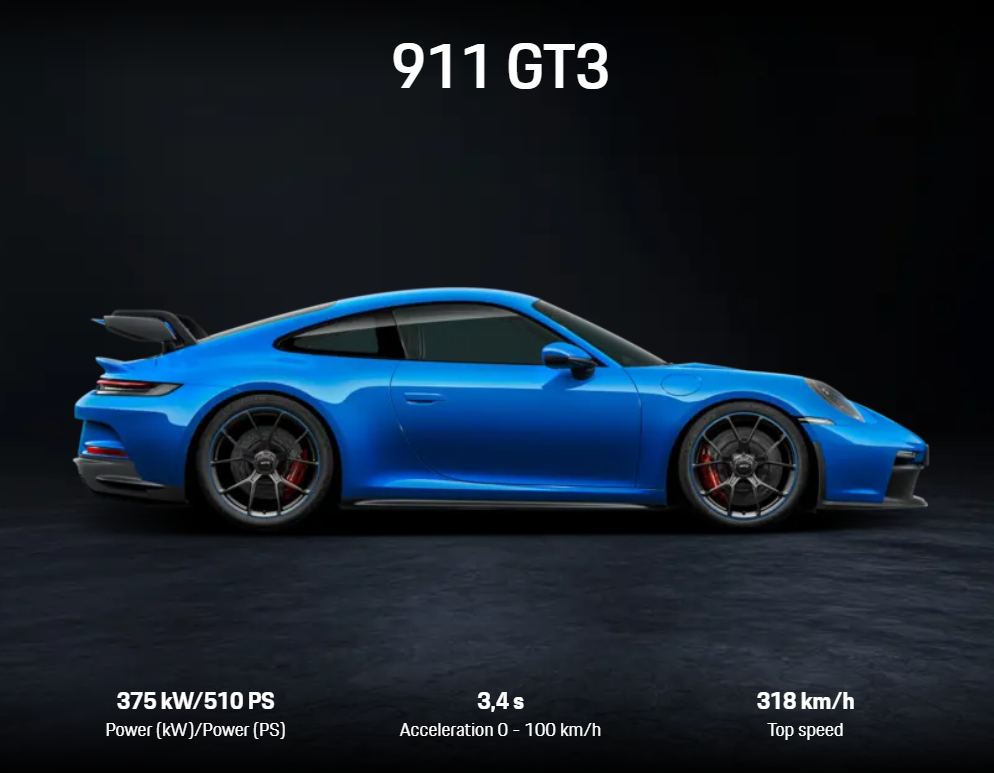 911 GT3
375 kW/510 PS
Power (kW)/Power (PS)
3,4 s
Acceleration 0 - 100 km/h
318 km/h
Top speed